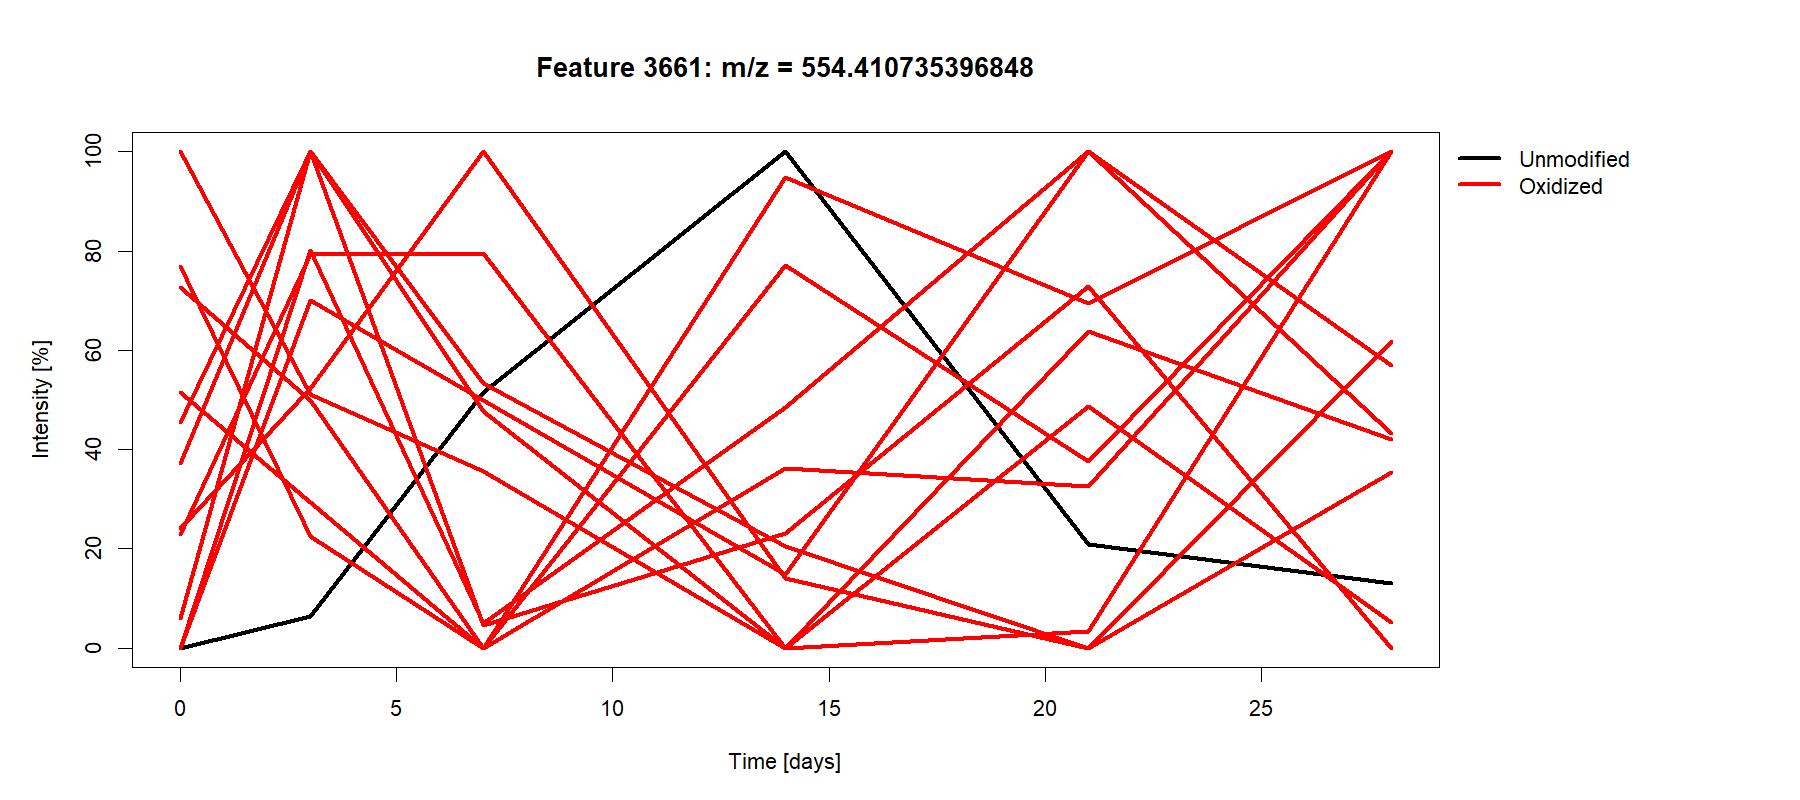 Feature 3661: m/z = 554.410735396848
Unmodified
Oxidized
Intensity [%]
100
80
60
40
20
0
0 5 10 15 20 25
Time [days]